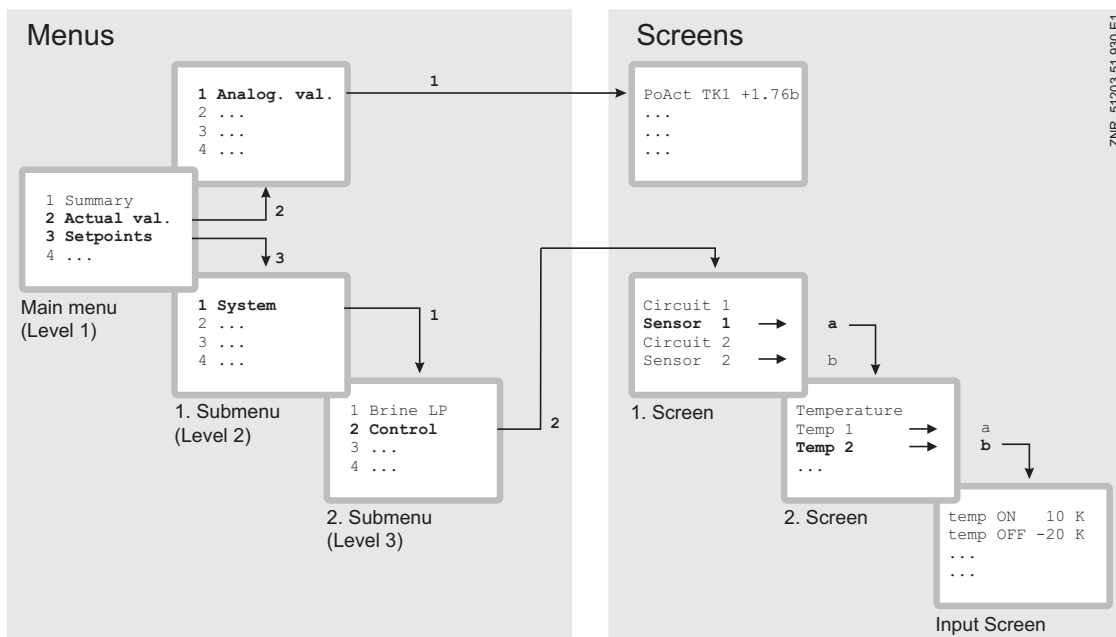 Menus
1 Analog. val.
2 ...
3 ...
4 ...
1
1 Summary
2 Actual val.
3 Setpoints
4 ...
2
3
Main menu
(Level 1)
1 System
2 ...
3 ...
4 ...
1
1. Submenu
(Level 2)
1 Brine LP
2 Control
3 ...
4 ...
2
2. Submenu
(Level 3)
Screens
PoAct TK1 +1.76b
...
...
...
Circuit 1
Sensor 1 → a
Circuit 2
Sensor 2 → b
1. Screen
Temperature
Temp 1 → a
Temp 2 → b
...
2. Screen
temp ON 10 K
temp OFF -20 K
...
...
Input Screen
ZNR. 51203 51 930 E1